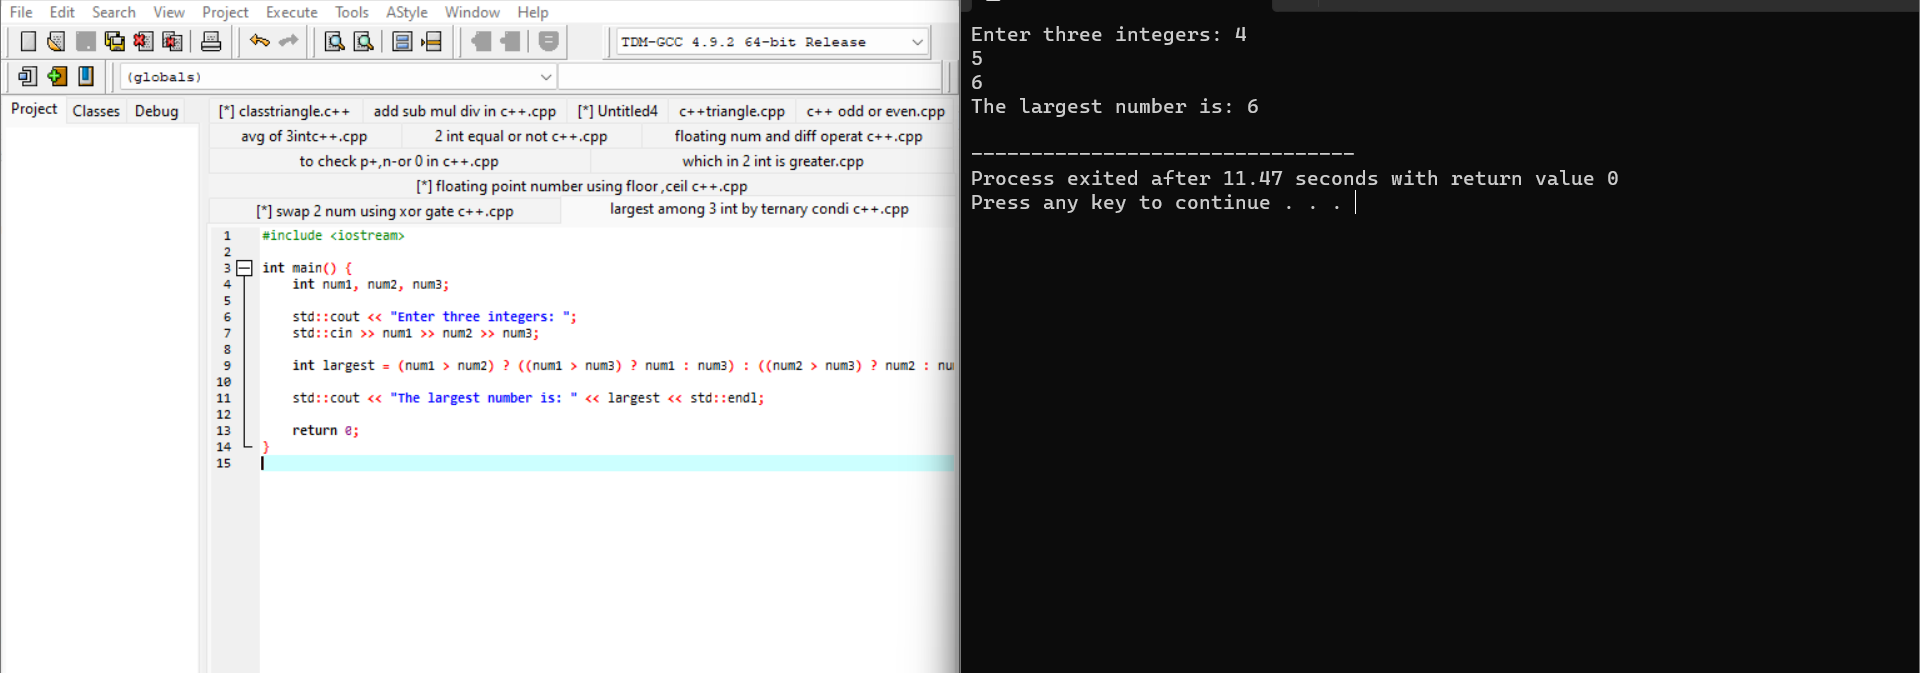 File Edit Search View Project Execute Tools AStyle Window Help
TDM-GCC 4.9.2 64-bit Release
(globals)
Project Classes Debug
[*] classtriangle.c++ add sub mul div in c++.cpp [*] Untitled4 c++triangle.cpp c++ odd or even.cpp
avg of 3intc++.cpp 2 int equal or not c++.cpp floating num and diff operat c++.cpp
to check p+,n-or 0 in c++.cpp which in 2 int is greater.cpp
[*] floating point number using floor ,ceil c++.cpp
[*] swap 2 num using xor gate c++.cpp largest among 3 int by ternary condi c++.cpp
1 #include <iostream>
2
3 int main() {
4 int num1, num2, num3;
5
6 std::cout << "Enter three integers: ";
7 std::cin >> num1 >> num2 >> num3;
8
9 int largest = (num1 > num2) ? ((num1 > num3) ? num1 : num3) : ((num2 > num3) ? num2 : nu
10
11 std::cout << "The largest number is: " << largest << std::endl;
12
13 return 0;
14 }
15
Enter three integers: 4
5
6
The largest number is: 6
--------------------------------
Process exited after 11.47 seconds with return value 0
Press any key to continue . . .